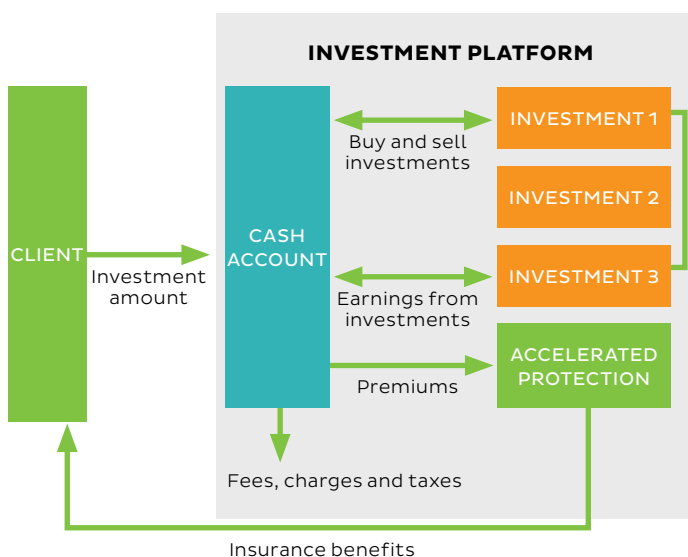 INVESTMENT PLATFORM
CLIENT
Investment
amount
CASH
ACCOUNT
Buy and sell
investments
INVESTMENT 1
INVESTMENT 2
Earnings from
investments
INVESTMENT 3
Premiums
ACCELERATED
PROTECTION
Fees, charges and taxes
Insurance benefits